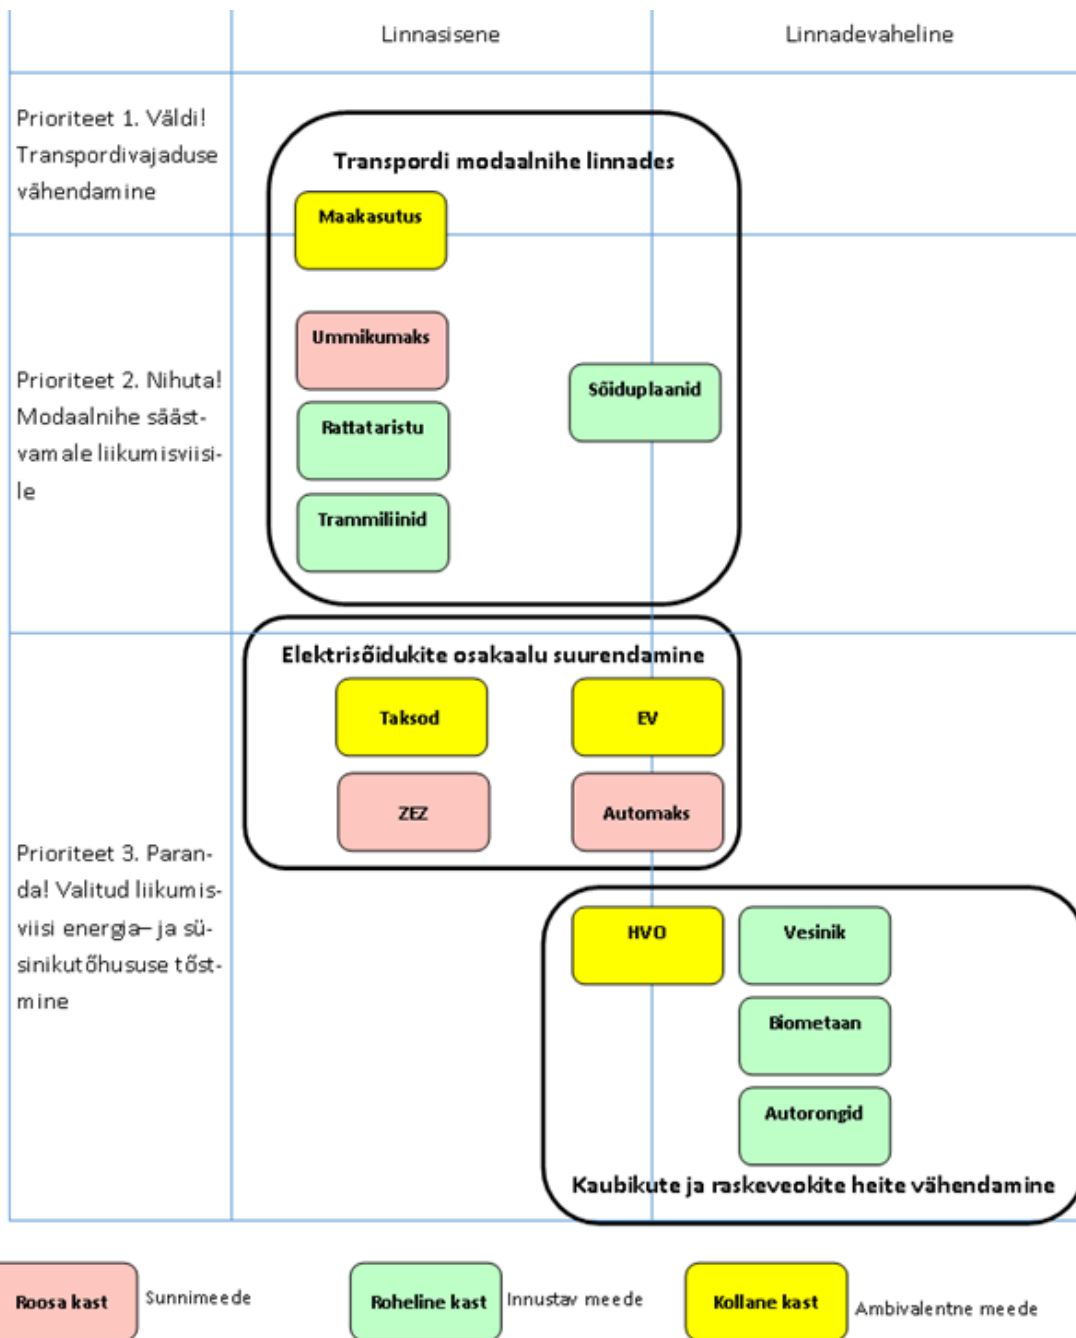 Linnasisene
Linnadevaheline
Prioriteet 1. Väldi!
Transpordivajaduse
vähendamine
Transpordi modaalnihe linnades
Maakasutus
Prioriteet 2. Nihuta!
Modaalnihe sääst-
vamale liikumisviisi-
le
Ummikumaks
Rattataristu
Trammiliinid
Sõiduplaanid
Prioriteet 3. Paran-
da! Valitud liikumis-
viisi energia– ja sü-
sinikutõhususe tõst-
mine
Elektrisõidukite osakaalu suurendamine
Taksod
EV
ZEZ
Automaks
HVO
Vesinik
Biometaan
Autorongid
Kaubikute ja raskeveokite heite vähendamine
Roosa kast
Sunnimeede
Roheline kast
Innustav meede
Kollane kast
Ambivalentne meede